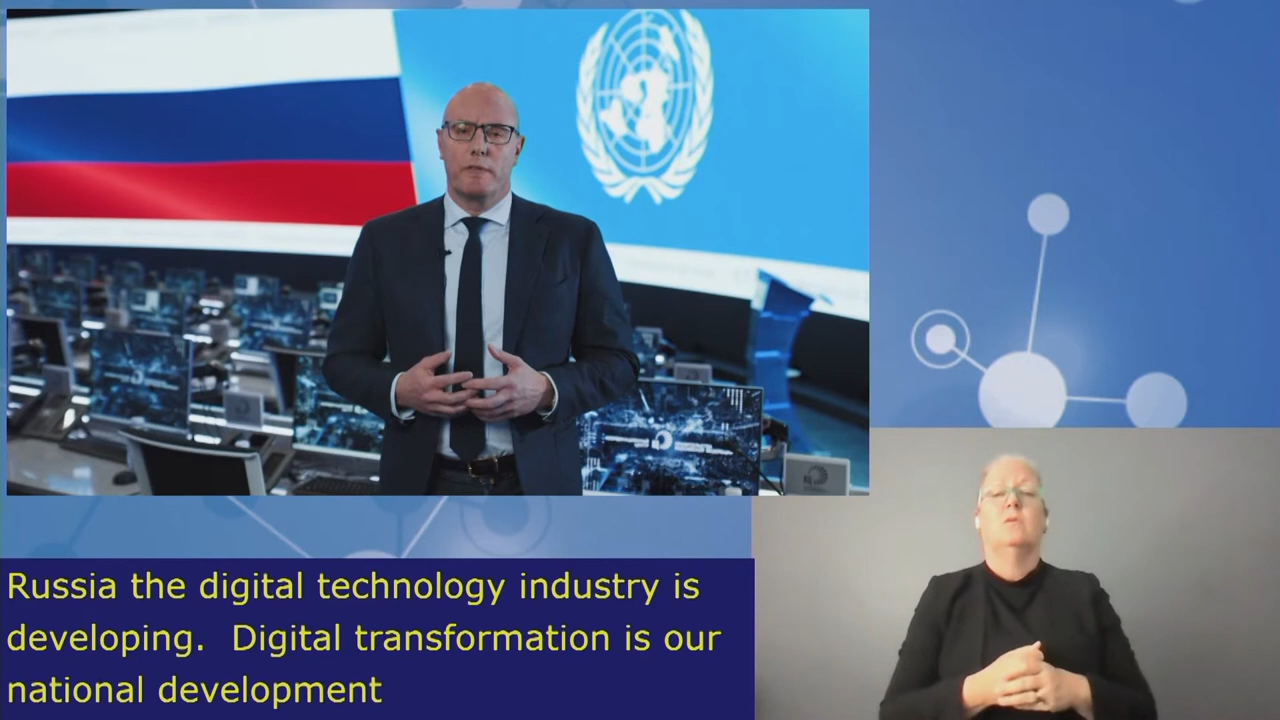 Russia the digital technology industry is
developing.  Digital transformation is our
national development